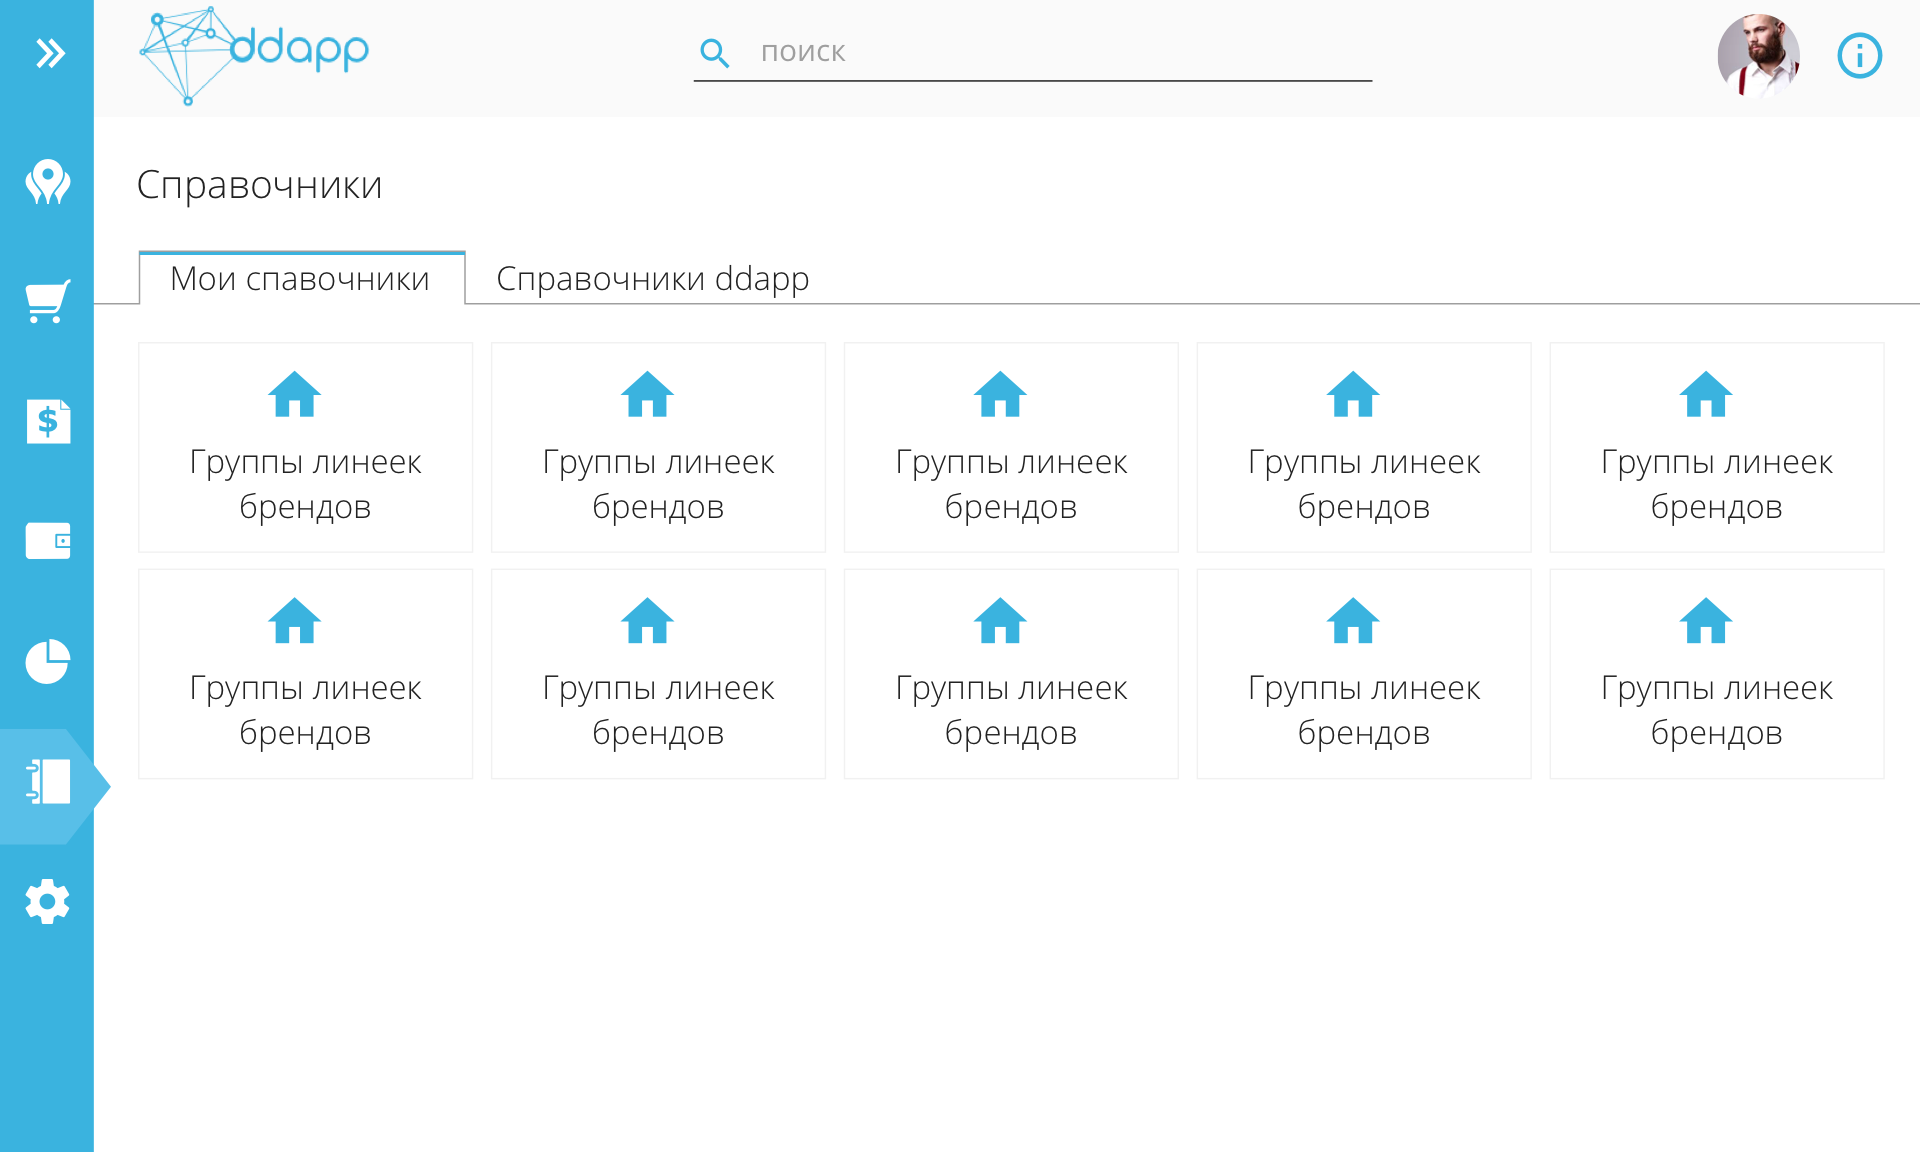 ddapp
поиск
Справочники
Мои спавочники
Справочники ddapp
Группы линеек
брендов
Группы линеек
брендов
Группы линеек
брендов
Группы линеек
брендов
Группы линеек
брендов
Группы линеек
брендов
Группы линеек
брендов
Группы линеек
брендов
Группы линеек
брендов
Группы линеек
брендов